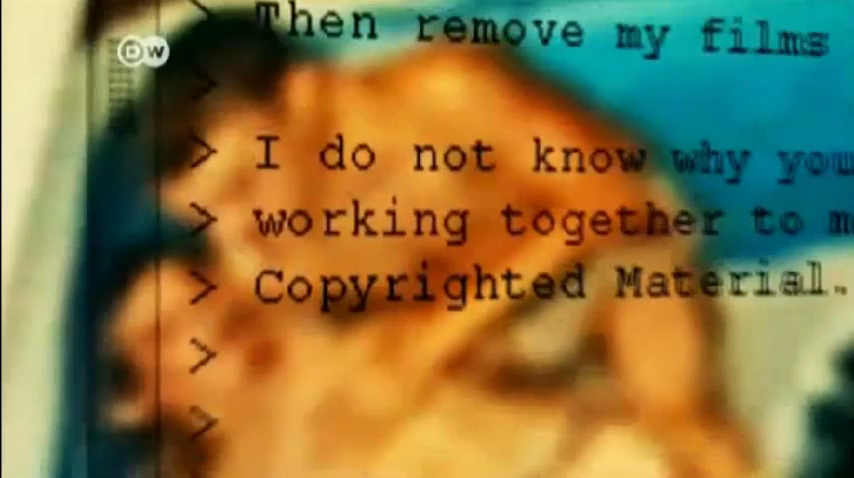 DW
> Then remove my films
>
> I do not know why you
> working together to
> Copyrighted Material.
>
>